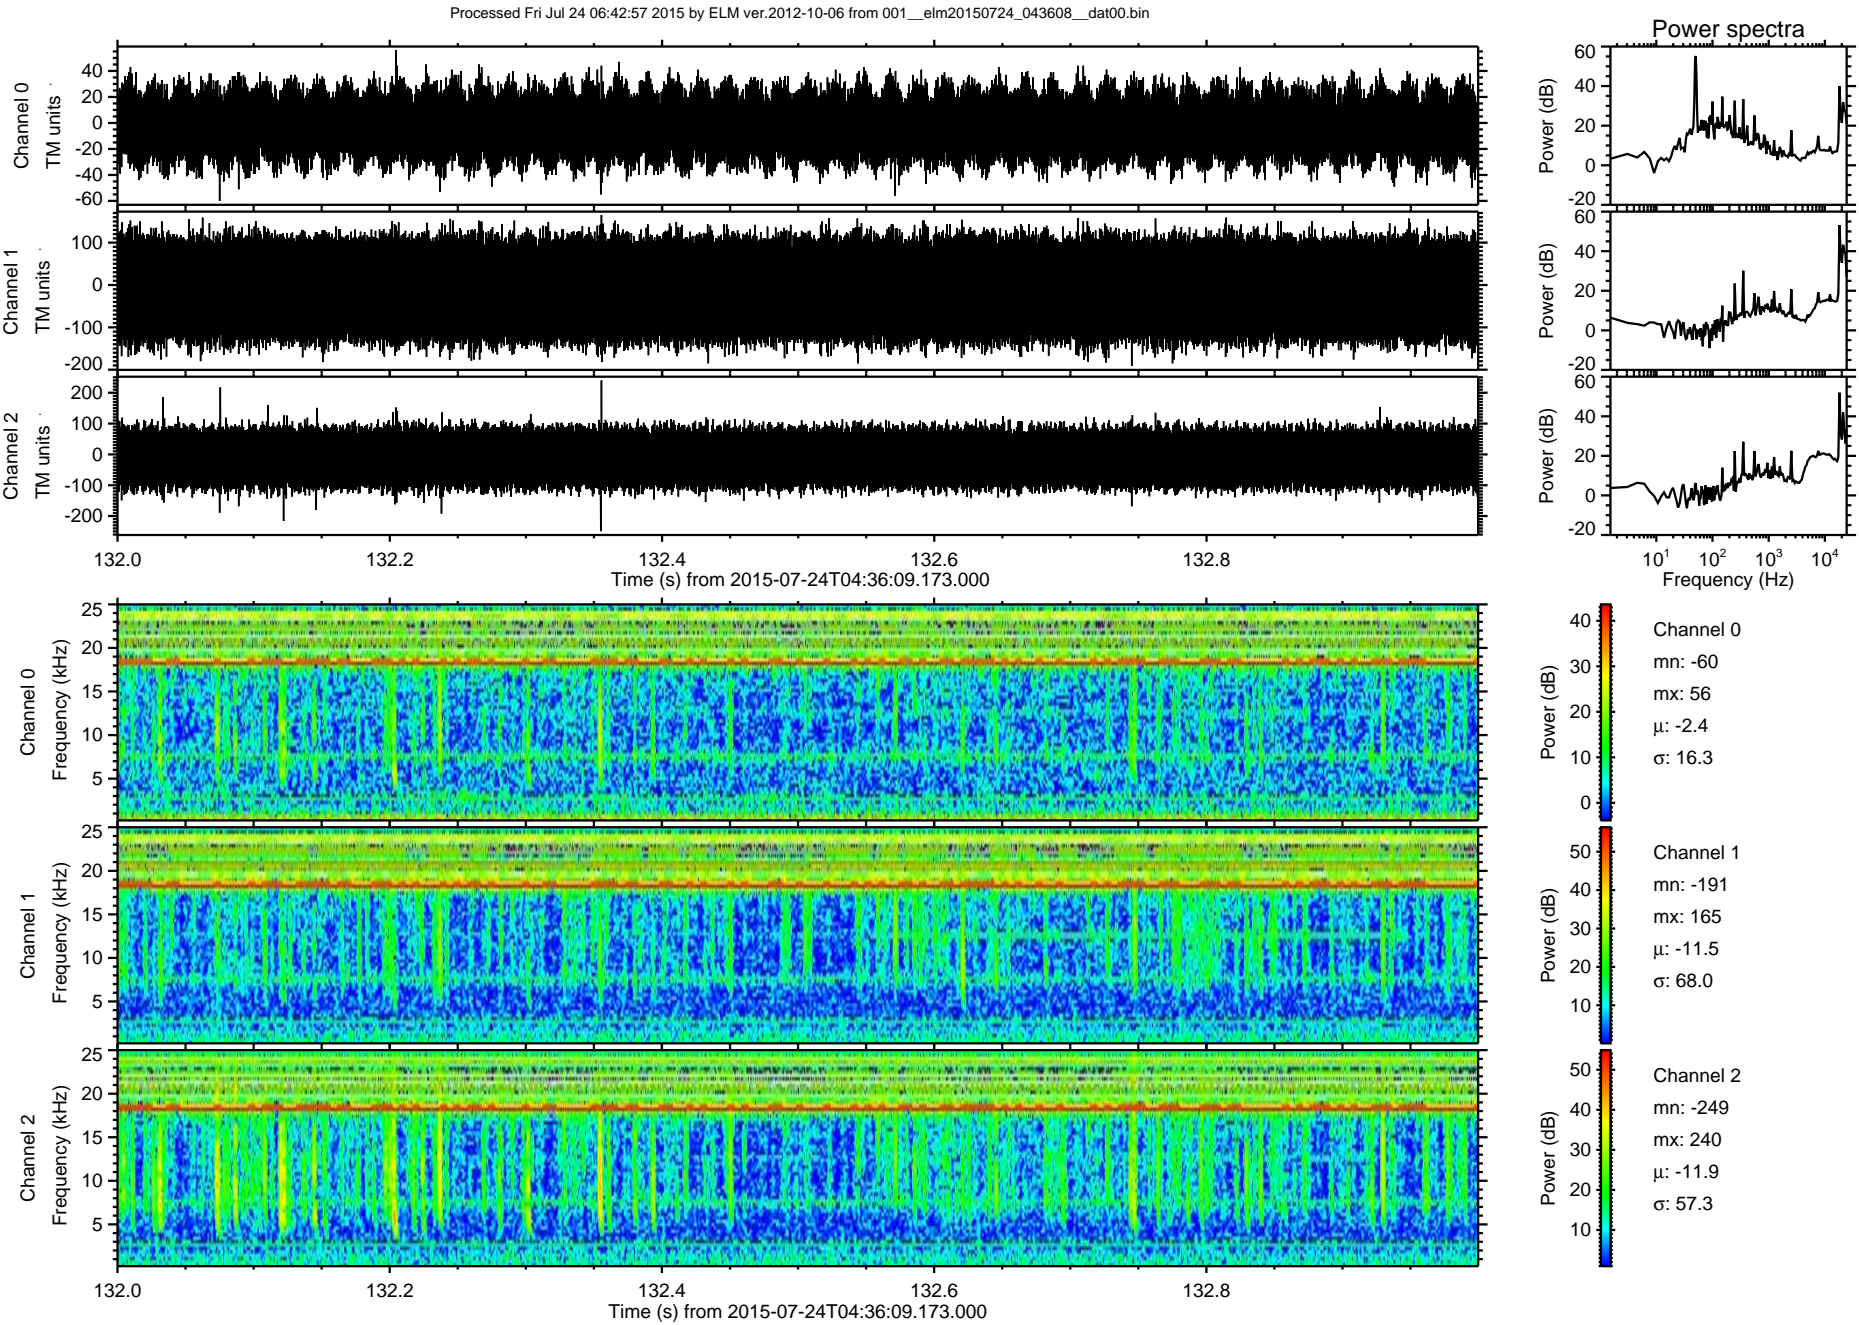 Processed Fri Jul 24 06:42:57 2015 by ELM ver.2012-10-06 from 001__elm20150724_043608__dat00.bin
Power spectra
Channel 0
TM units
40
20
0
-20
-40
-60
Power (dB)
60
40
20
0
-20
Channel 1
TM units
100
0
-100
-200
Power (dB)
60
40
20
0
-20
Channel 2
TM units
200
100
0
-100
-200
Power (dB)
60
40
20
0
-20
132.0 132.2 132.4 132.6 132.8
Time (s) from 2015-07-24T04:36:09.173.000
10^1 10^2 10^3 10^4
Frequency (Hz)
Channel 0
Frequency (kHz)
25
20
15
10
5
Power (dB)
40
30
20
10
0
Channel 0
mn: -60
mx: 56
μ: -2.4
σ: 16.3
Channel 1
Frequency (kHz)
25
20
15
10
5
Power (dB)
50
40
30
20
10
Channel 1
mn: -191
mx: 165
μ: -11.5
σ: 68.0
Channel 2
Frequency (kHz)
25
20
15
10
5
Power (dB)
50
40
30
20
10
Channel 2
mn: -249
mx: 240
μ: -11.9
σ: 57.3
132.0 132.2 132.4 132.6 132.8
Time (s) from 2015-07-24T04:36:09.173.000